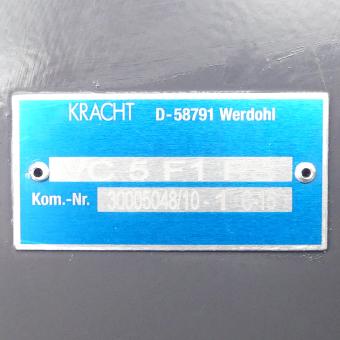 KRACHT D-58791 Werdohl
VC 5 F1 P
Kom.-Nr. 30005048/10 - 1